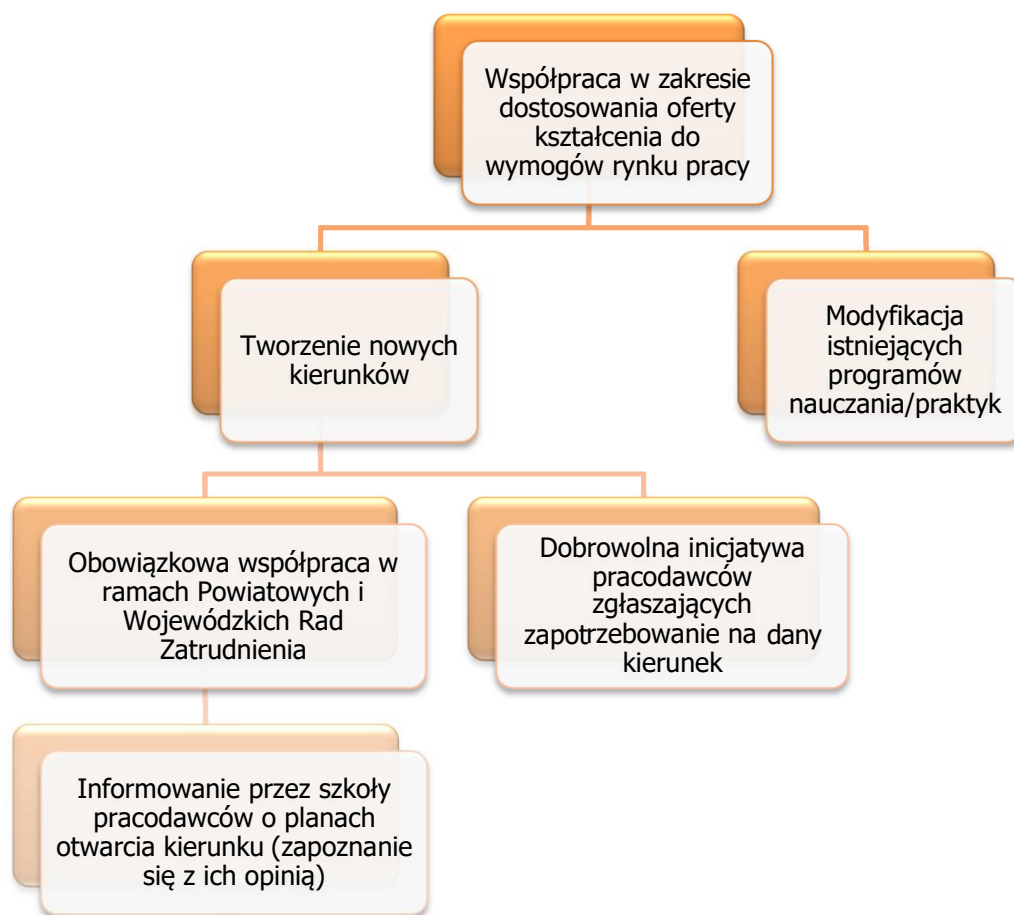 Współpraca w zakresie
dostosowania oferty
kształcenia do
wymogów rynku pracy
Tworzenie nowych
kierunków
Modyfikacja
istniejących
programów
nauczania/praktyk
Obowiązkowa współpraca w
ramach Powiatowych i
Wojewódzkich Rad
Zatrudnienia
Dobrowolna inicjatywa
pracodawców
zgłaszających
zapotrzebowanie na dany
kierunek
Informowanie przez szkoły
pracodawców o planach
otwarcia kierunku (zapoznanie
się z ich opinią)